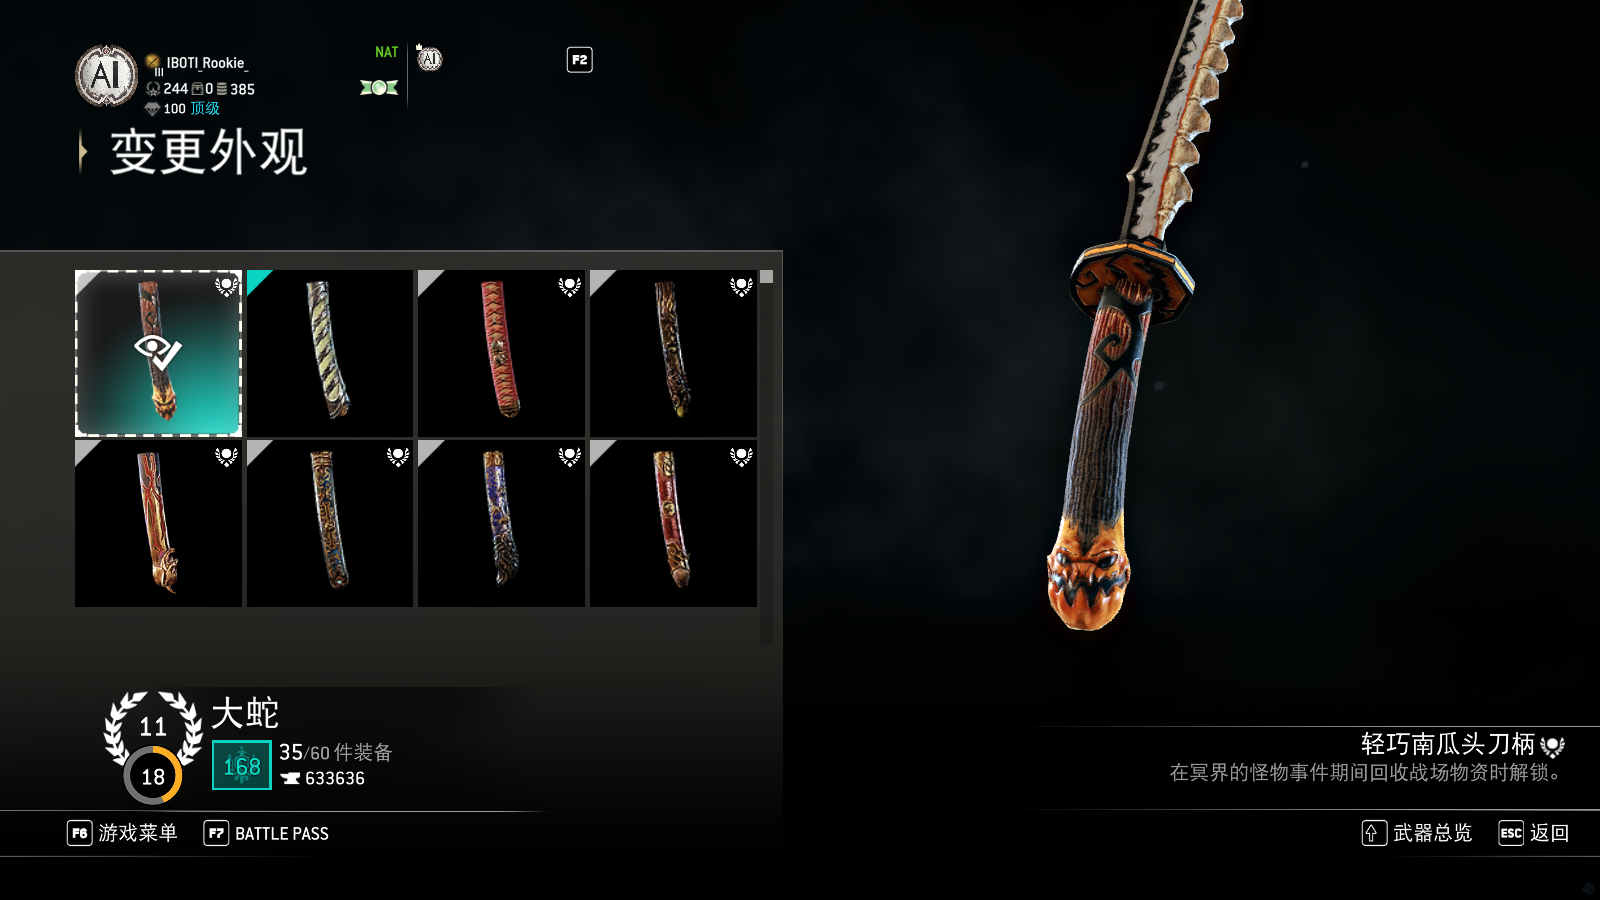 AI
IBOTI_Rookie_
III
244 0 385
100 顶级
NAT
AI
F2
变更外观
11
18
大蛇
168
35/60 件装备
633636
轻巧南瓜头刀柄
在冥界的怪物事件期间回收战场物资时解锁。
F6 游戏菜单
F7 BATTLE PASS
武器总览
ESC 返回